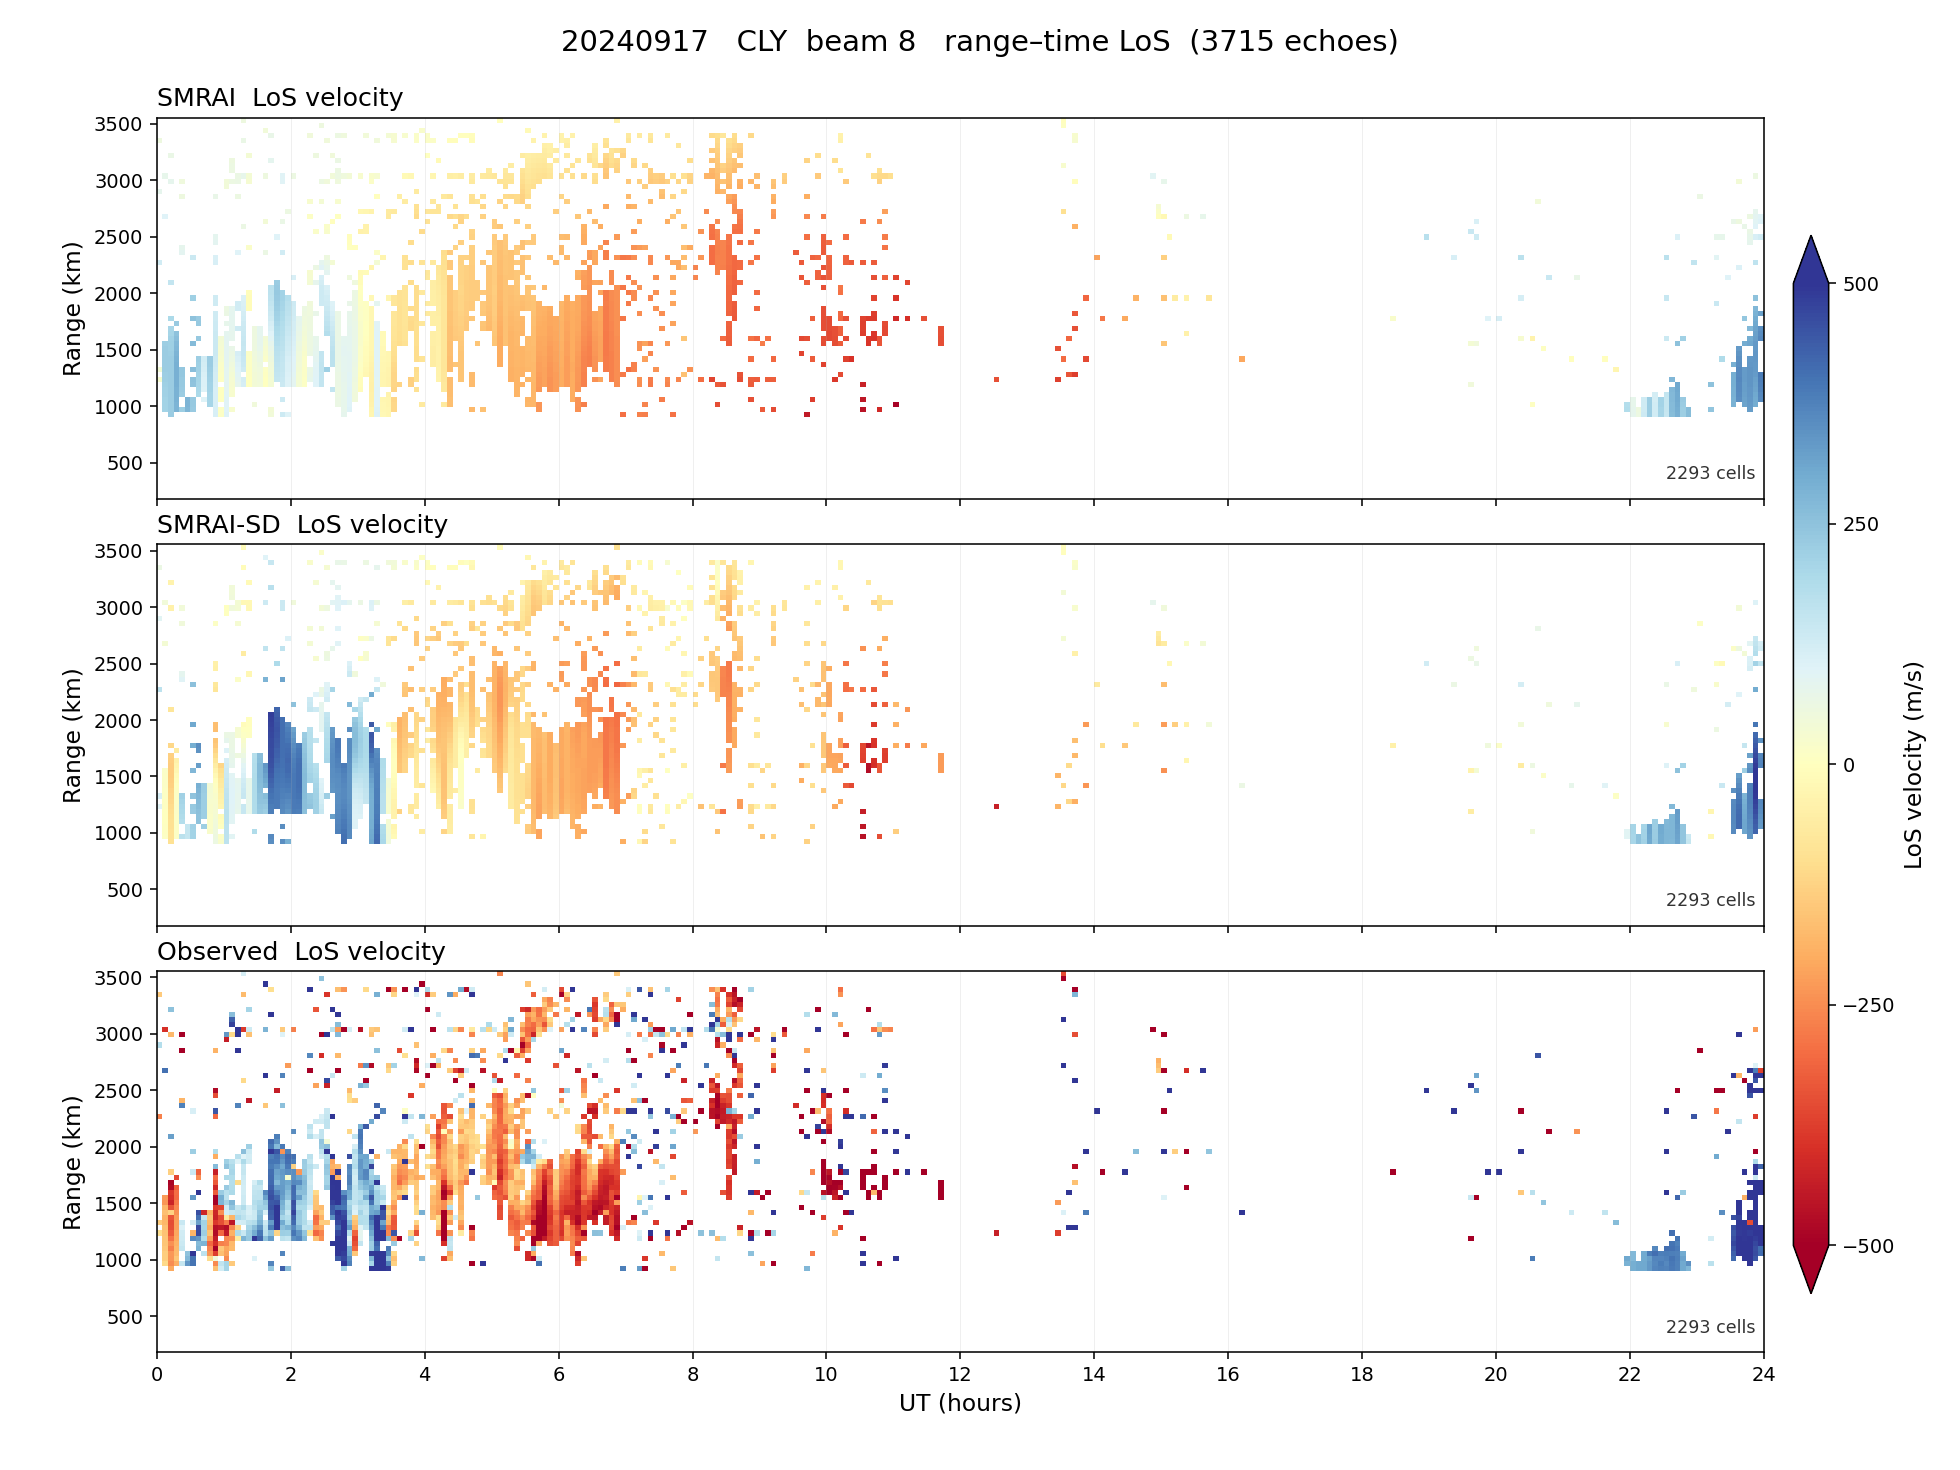 20240917   CLY  beam 8   range–time LoS  (3715 echoes)
SMRAI  LoS velocity
3500
3000
2500
2000
1500
1000
500
Range (km)
2293 cells
SMRAI-SD  LoS velocity
3500
3000
2500
2000
1500
1000
500
Range (km)
2293 cells
Observed  LoS velocity
3500
3000
2500
2000
1500
1000
500
Range (km)
2293 cells
0 2 4 6 8 10 12 14 16 18 20 22 24
UT (hours)
500
250
0
−250
−500
LoS velocity (m/s)